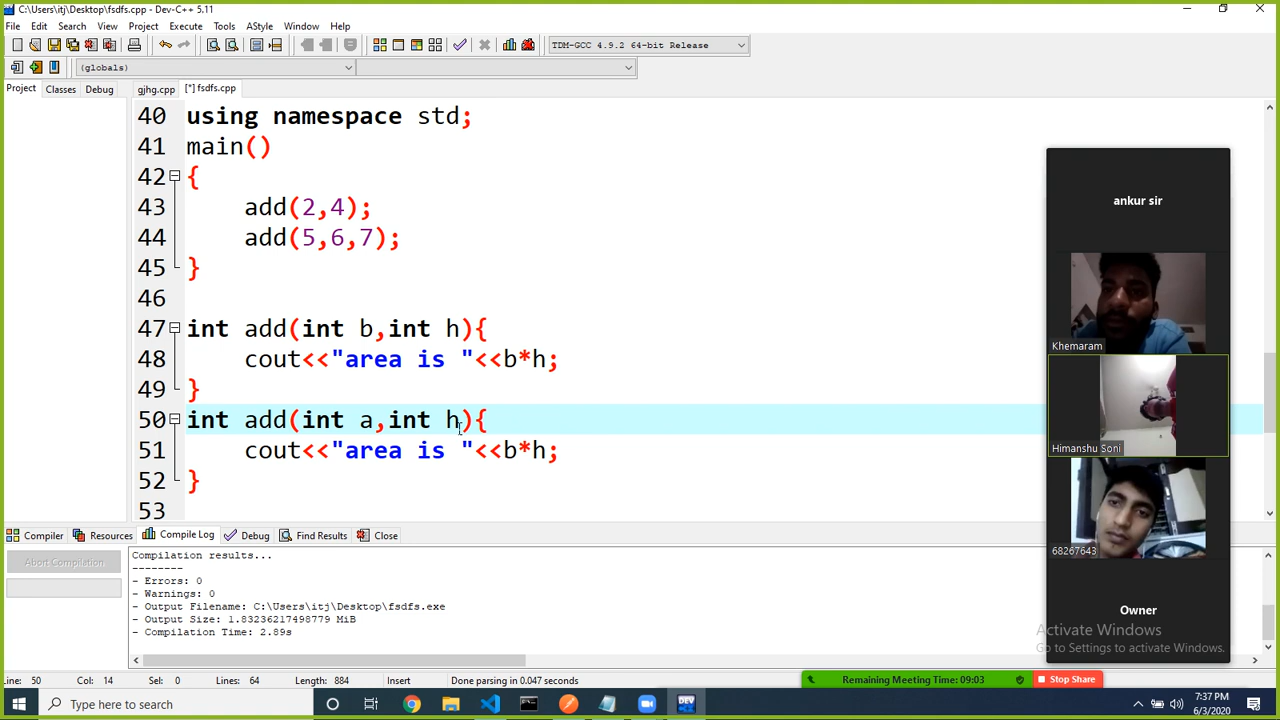 C:\Users\itj\Desktop\fsdfs.cpp - Dev-C++ 5.11
File Edit Search View Project Execute Tools AStyle Window Help
TDM-GCC 4.9.2 64-bit Release
(globals)
Project Classes Debug gjhg.cpp [*] fsdfs.cpp
40 using namespace std;
41 main()
42 {
43 add(2,4);
44 add(5,6,7);
45 }
46
47 int add(int b,int h){
48 cout<<"area is "<<b*h;
49 }
50 int add(int a,int h){
51 cout<<"area is "<<b*h;
52 }
53
ankur sir
Khemaram
Himanshu Soni
68267643
Owner
Compiler Resources Compile Log Debug Find Results Close
Abort Compilation
Compilation results...
--------
- Errors: 0
- Warnings: 0
- Output Filename: C:\Users\itj\Desktop\fsdfs.exe
- Output Size: 1.83236217498779 MiB
- Compilation Time: 2.89s
Activate Windows
Go to Settings to activate Windows.
Line: 50 Col: 14 Sel: 0 Lines: 64 Length: 884 Insert Done parsing in 0.047 seconds
Remaining Meeting Time: 09:03 Stop Share
Type here to search
DEV
7:37 PM
6/3/2020